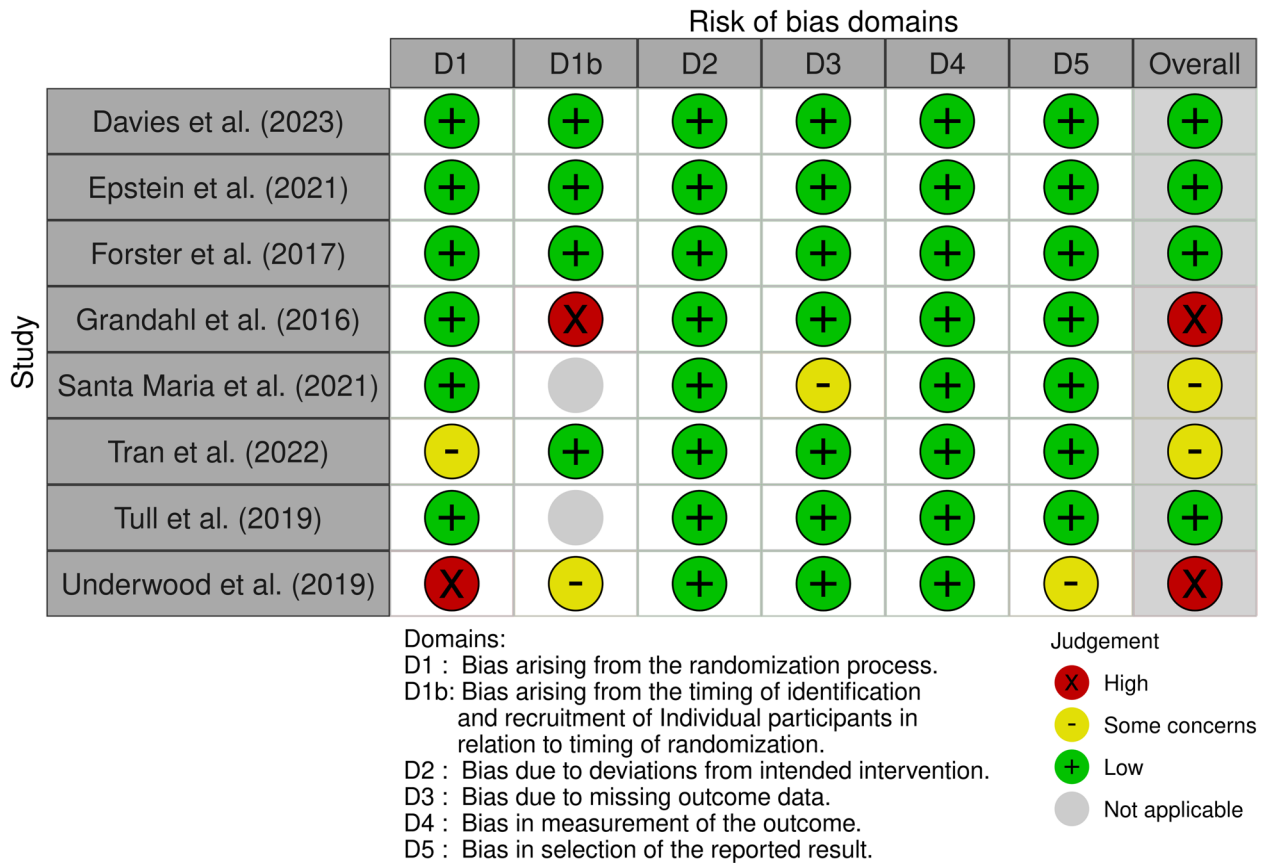 Risk of bias domains
D1 D1b D2 D3 D4 D5 Overall
Study
Davies et al. (2023) + + + + + + +
Epstein et al. (2021) + + + + + + +
Forster et al. (2017) + + + + + + +
Grandahl et al. (2016) + X + + + + X
Santa Maria et al. (2021) + + - + + -
Tran et al. (2022) - + + + + + -
Tull et al. (2019) + + + + + +
Underwood et al. (2019) X - + + + - X
Domains:
D1 : Bias arising from the randomization process.
D1b: Bias arising from the timing of identification
and recruitment of Individual participants in
relation to timing of randomization.
D2 : Bias due to deviations from intended intervention.
D3 : Bias due to missing outcome data.
D4 : Bias in measurement of the outcome.
D5 : Bias in selection of the reported result.
Judgement
X High
- Some concerns
+ Low
Not applicable